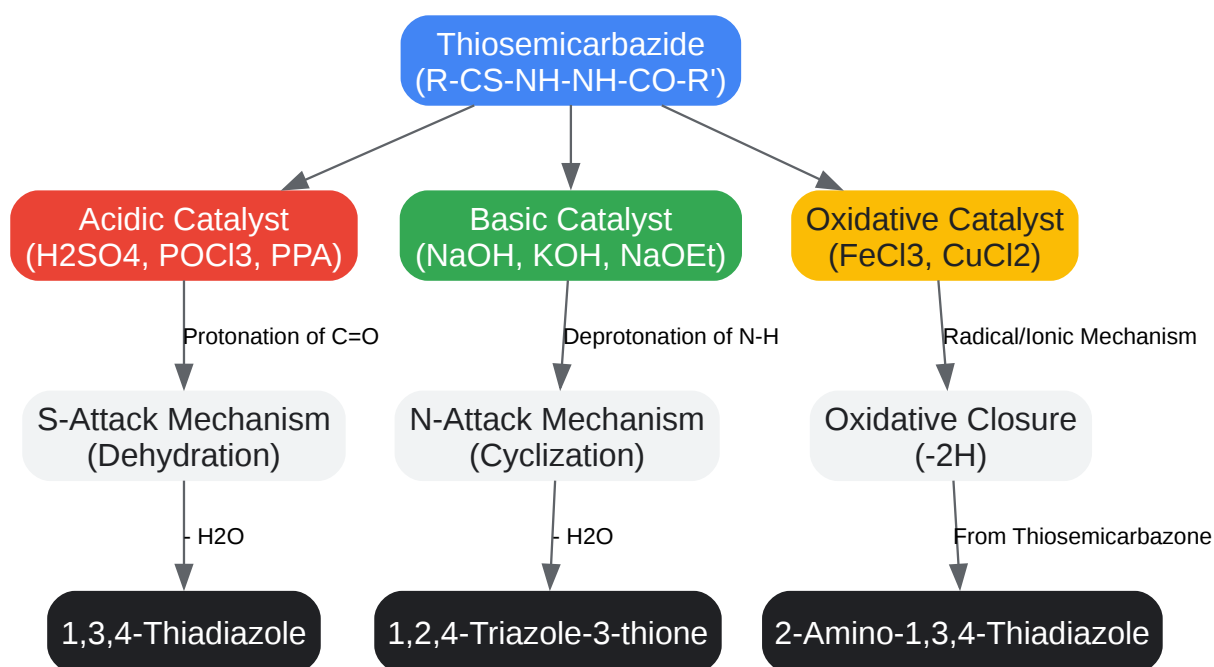 Thiosemicarbazide
(R-CS-NH-NH-CO-R')
Acidic Catalyst
(H2SO4, POCl3, PPA)
Basic Catalyst
(NaOH, KOH, NaOEt)
Oxidative Catalyst
(FeCl3, CuCl2)
Protonation of C=O
Deprotonation of N-H
Radical/Ionic Mechanism
S-Attack Mechanism
(Dehydration)
N-Attack Mechanism
(Cyclization)
Oxidative Closure
(-2H)
- H2O
- H2O
From Thiosemicarbazone
1,3,4-Thiadiazole
1,2,4-Triazole-3-thione
2-Amino-1,3,4-Thiadiazole